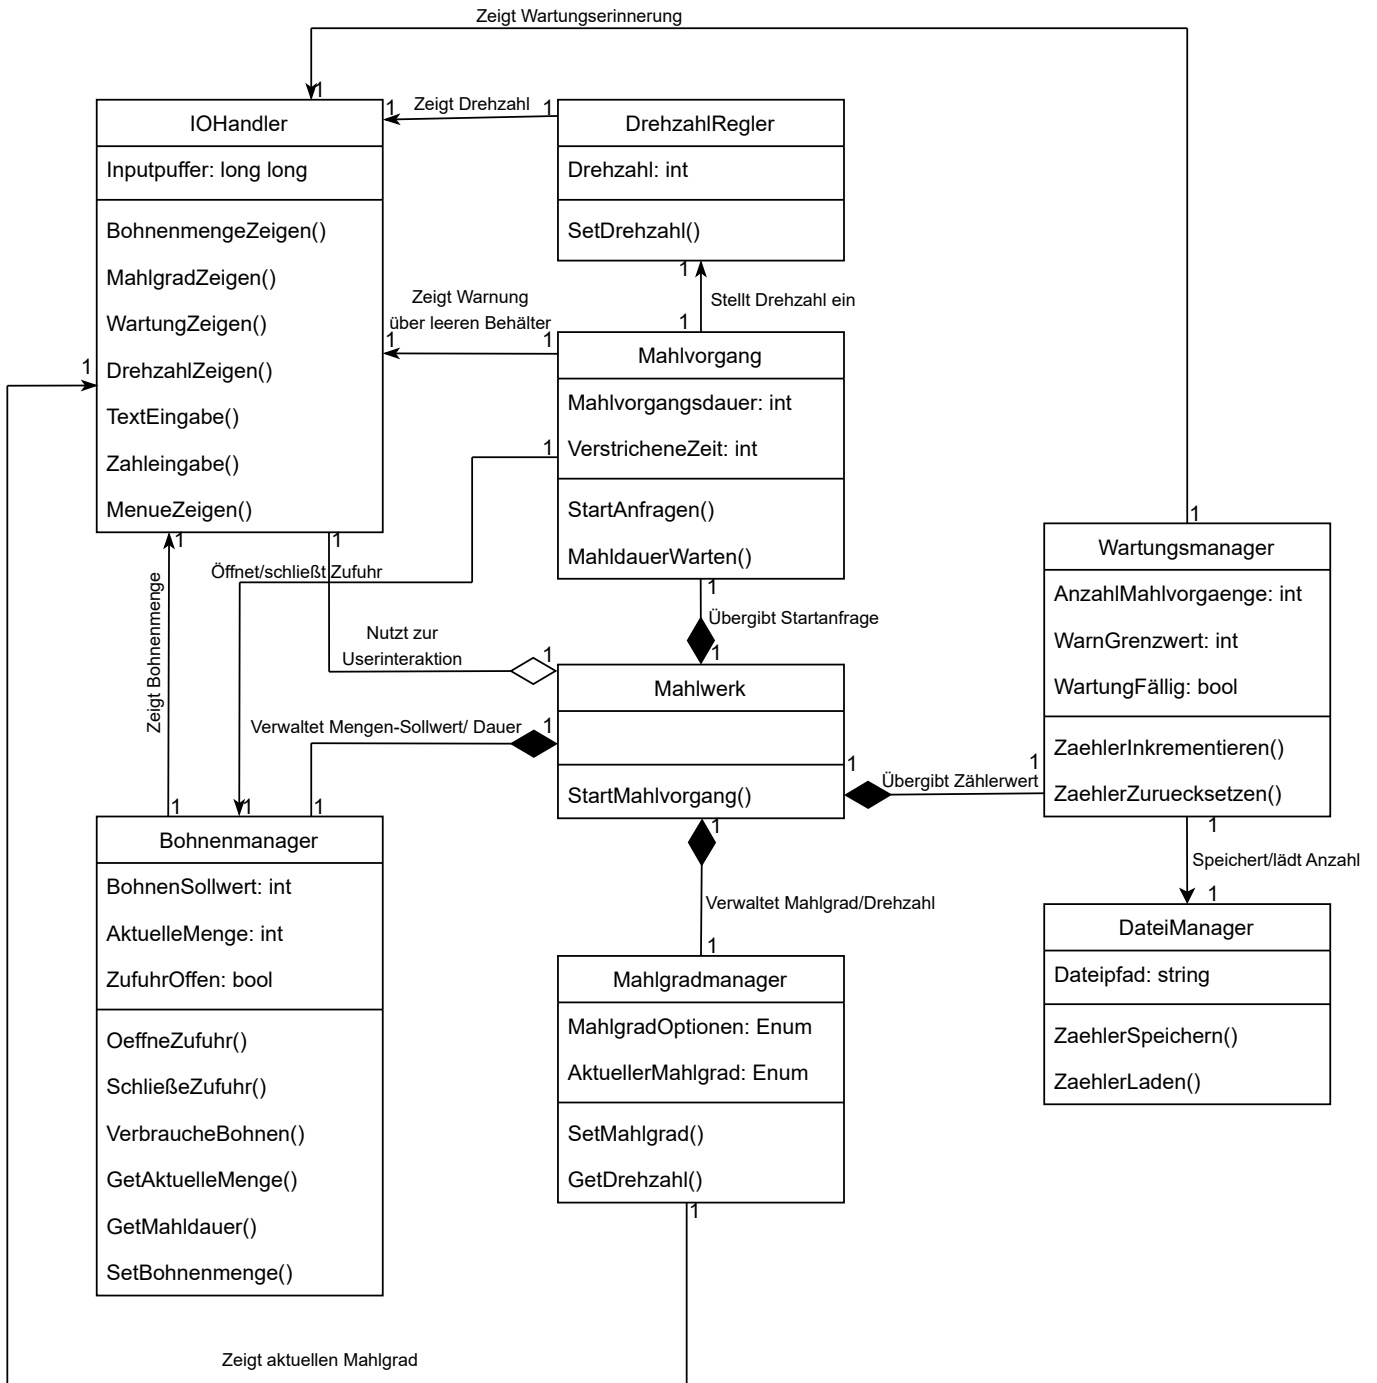 Zeigt Wartungserinnerung
1
IOHandler
Inputpuffer: long long
BohnenmengeZeigen()
MahlgradZeigen()
WartungZeigen()
DrehzahlZeigen()
TextEingabe()
Zahleingabe()
MenueZeigen()
1
Zeigt Drehzahl
1
DrehzahlRegler
Drehzahl: int
SetDrehzahl()
1
Stellt Drehzahl ein
1
Zeigt Warnung
über leeren Behälter
1
1
Mahlvorgang
Mahlvorgangsdauer: int
VerstricheneZeit: int
StartAnfragen()
MahldauerWarten()
1
1
1
1
Öffnet/schließt Zufuhr
1
Übergibt Startanfrage
1
Nutzt zur
Userinteraktion
1
Mahlwerk
StartMahlvorgang()
Zeigt Bohnenmenge
Verwaltet Mengen-Sollwert/ Dauer
1
1
1
1
Bohnenmanager
BohnenSollwert: int
AktuelleMenge: int
ZufuhrOffen: bool
OeffneZufuhr()
SchließeZufuhr()
VerbraucheBohnen()
GetAktuelleMenge()
GetMahldauer()
SetBohnenmenge()
1
Wartungsmanager
AnzahlMahlvorgaenge: int
WarnGrenzwert: int
WartungFällig: bool
ZaehlerInkrementieren()
ZaehlerZuruecksetzen()
1
Übergibt Zählerwert
1
1
Speichert/lädt Anzahl
1
DateiManager
Dateipfad: string
ZaehlerSpeichern()
ZaehlerLaden()
1
Verwaltet Mahlgrad/Drehzahl
1
Mahlgradmanager
MahlgradOptionen: Enum
AktuellerMahlgrad: Enum
SetMahlgrad()
GetDrehzahl()
1
Zeigt aktuellen Mahlgrad